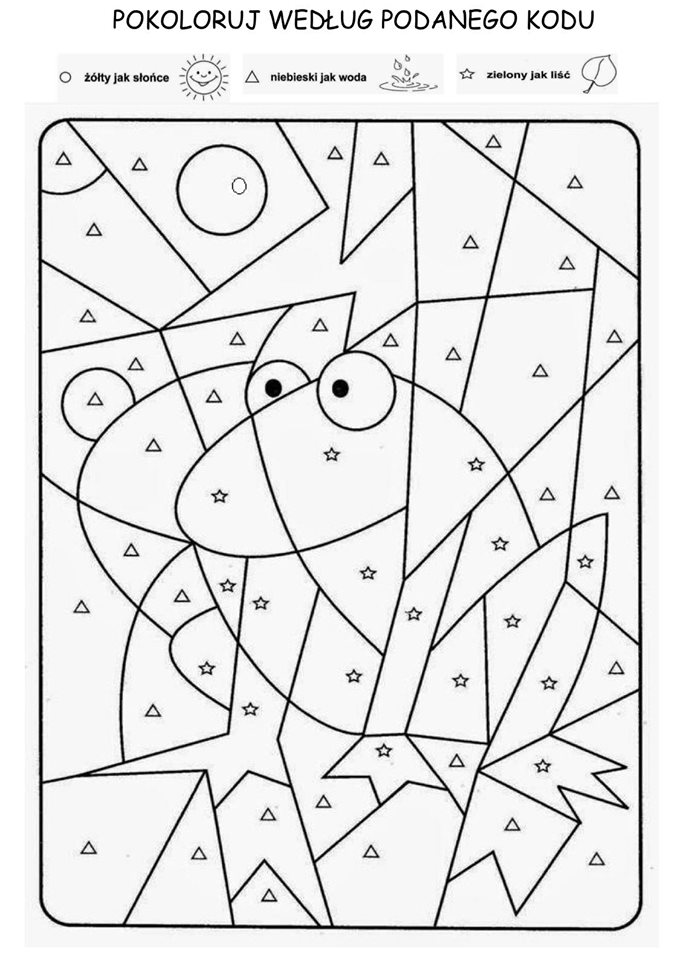 POKOLORUJ WEDŁUG PODANEGO KODU
żółty jak słońce niebieski jak woda zielony jak liść